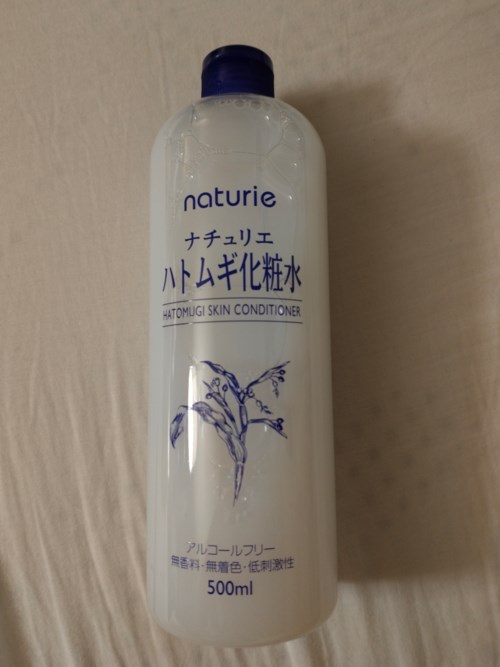 naturie
ナチュリエ
ハトムギ化粧水
HATOMUGI SKIN CONDITIONER
アルコールフリー
無香料・無着色・低刺激性
500ml